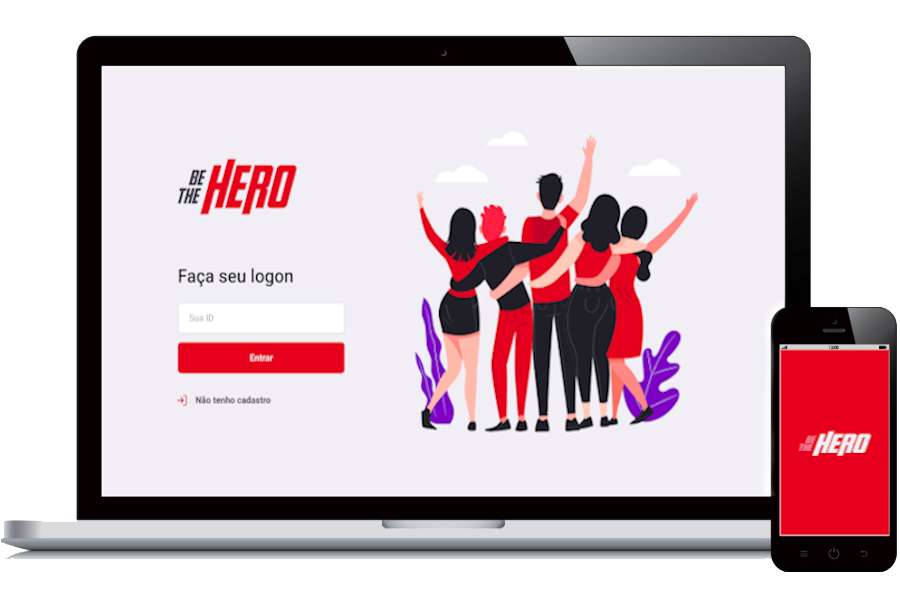 BE
THE HERO
Faça seu logon
Sua ID
Entrar
Não tenho cadastro
12:00
BE
THE HERO